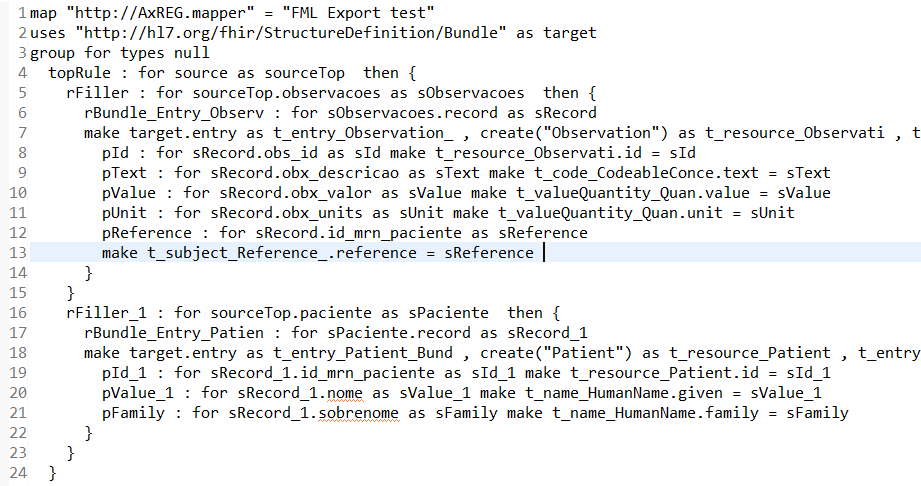 1 map "http://AxREG.mapper" = "FML Export test"
2 uses "http://hl7.org/fhir/StructureDefinition/Bundle" as target
3 group for types null
4 topRule : for source as sourceTop  then {
5 rFiller : for sourceTop.observacoes as sObservacoes  then {
6 rBundle_Entry_Observ : for sObservacoes.record as sRecord
7 make target.entry as t_entry_Observation_ , create("Observation") as t_resource_Observati , t
8 pId : for sRecord.obs_id as sId make t_resource_Observati.id = sId
9 pText : for sRecord.obx_descricao as sText make t_code_CodeableConce.text = sText
10 pValue : for sRecord.obx_valor as sValue make t_valueQuantity_Quan.value = sValue
11 pUnit : for sRecord.obx_units as sUnit make t_valueQuantity_Quan.unit = sUnit
12 pReference : for sRecord.id_mrn_paciente as sReference
13 make t_subject_Reference_.reference = sReference
14 }
15 }
16 rFiller_1 : for sourceTop.paciente as sPaciente  then {
17 rBundle_Entry_Patien : for sPaciente.record as sRecord_1
18 make target.entry as t_entry_Patient_Bund , create("Patient") as t_resource_Patient , t_entry
19 pId_1 : for sRecord_1.id_mrn_paciente as sId_1 make t_resource_Patient.id = sId_1
20 pValue_1 : for sRecord_1.nome as sValue_1 make t_name_HumanName.given = sValue_1
21 pFamily : for sRecord_1.sobrenome as sFamily make t_name_HumanName.family = sFamily
22 }
23 }
24 }